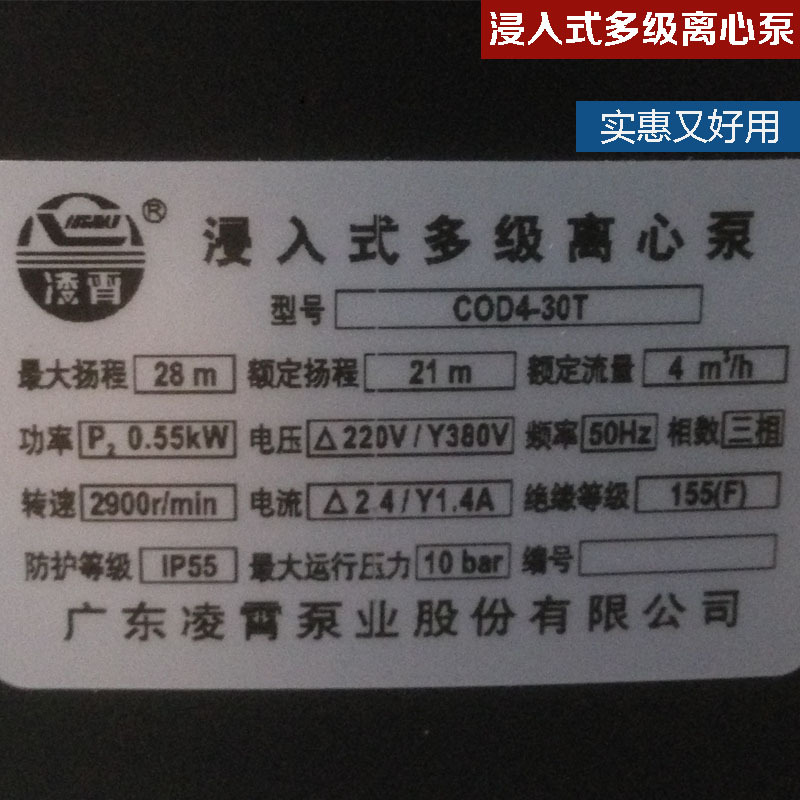 浸入式多级离心泵
实惠又好用
凌霄 ® 浸入式多级离心泵
型号 COD4-30T
最大扬程 28 m 额定扬程 21 m 额定流量 4 m³/h
功率 P₂ 0.55kW 电压 △220V/Y380V 频率 50Hz 相数 三相
转速 2900r/min 电流 △2.4/Y1.4A 绝缘等级 155(F)
防护等级 IP55 最大运行压力 10 bar 编号
广东凌霄泵业股份有限公司